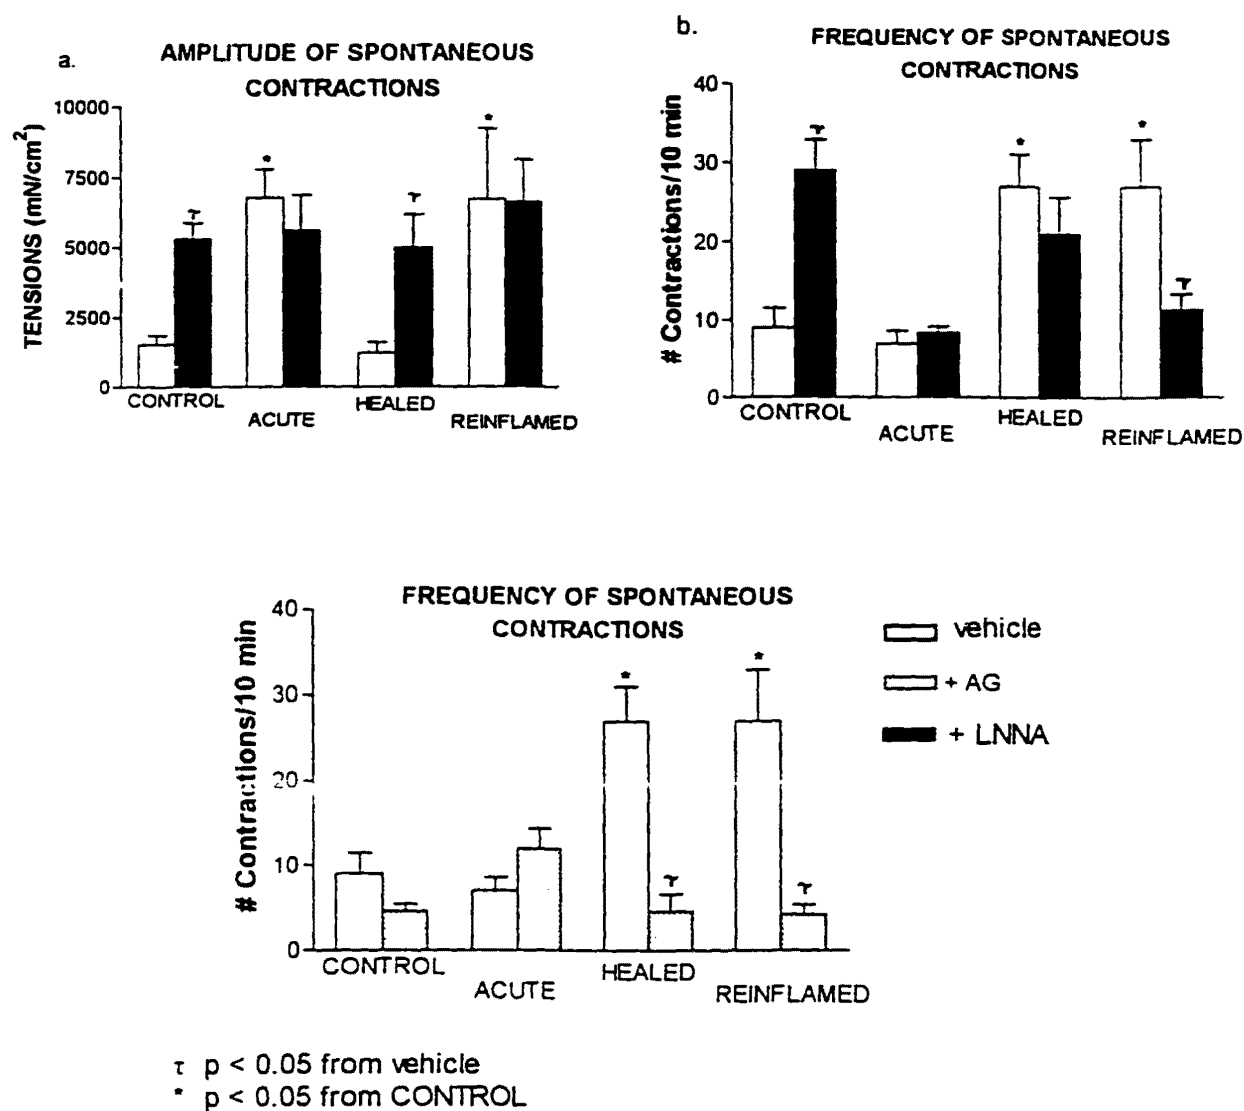 a.
AMPLITUDE OF SPONTANEOUS
CONTRACTIONS
TENSIONS (mN/cm²)
10000
7500
5000
2500
0
*
*
τ
τ
CONTROL
ACUTE
HEALED
REINFLAMED
b.
FREQUENCY OF SPONTANEOUS
CONTRACTIONS
# Contractions/10 min
40
30
20
10
0
τ
*
*
τ
CONTROL
ACUTE
HEALED
REINFLAMED
FREQUENCY OF SPONTANEOUS
CONTRACTIONS
# Contractions/10 min
40
30
20
10
0
*
*
τ
τ
CONTROL
ACUTE
HEALED
REINFLAMED
vehicle
+ AG
+ LNNA
τ p < 0.05 from vehicle
* p < 0.05 from CONTROL